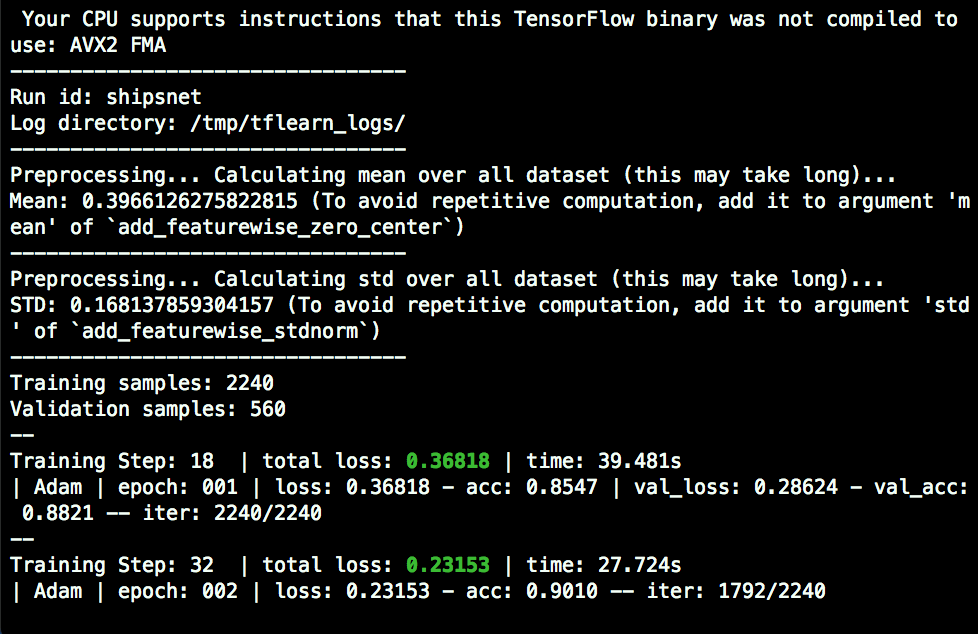 Your CPU supports instructions that this TensorFlow binary was not compiled to
use: AVX2 FMA
---------------------------------
Run id: shipsnet
Log directory: /tmp/tflearn_logs/
---------------------------------
Preprocessing... Calculating mean over all dataset (this may take long)...
Mean: 0.3966126275822815 (To avoid repetitive computation, add it to argument 'm
ean' of `add_featurewise_zero_center`)
---------------------------------
Preprocessing... Calculating std over all dataset (this may take long)...
STD: 0.168137859304157 (To avoid repetitive computation, add it to argument 'std
' of `add_featurewise_stdnorm`)
---------------------------------
Training samples: 2240
Validation samples: 560
--
Training Step: 18  | total loss: 0.36818 | time: 39.481s
| Adam | epoch: 001 | loss: 0.36818 - acc: 0.8547 | val_loss: 0.28624 - val_acc:
 0.8821 -- iter: 2240/2240
--
Training Step: 32  | total loss: 0.23153 | time: 27.724s
| Adam | epoch: 002 | loss: 0.23153 - acc: 0.9010 -- iter: 1792/2240